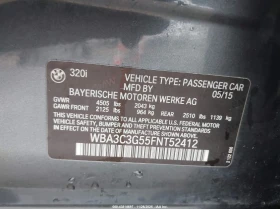 320i
VEHICLE TYPE: PASSENGER CAR
BAYERISCHE MOTOREN WERKE AG 05/15
GVWR 4505 lbs 2043 kg
GAWR FRONT 2125 lbs 964 kg REAR 2510 lbs 1139 kg
THIS VEHICLE CONFORMS TO ALL APPLICABLE
U.S. FEDERAL MOTOR VEHICLE SAFETY,
BUMPER, AND THEFT PREVENTION STANDARDS
IN EFFECT ON THE DATE OF MANUFACTURE
SHOWN ABOVE
WBA3C3G55FNT52412